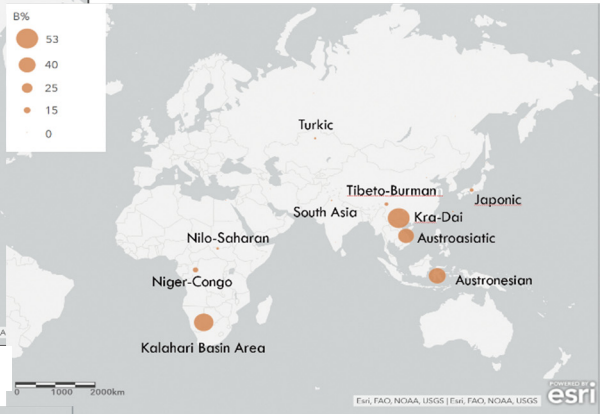 B%
53
40
25
15
0
Turkic
Tibeto-Burman
Japonic
South Asia
Kra-Dai
Austroasiatic
Nilo-Saharan
Niger-Congo
Austronesian
Kalahari Basin Area
0 1000 2000km
Esri, FAO, NOAA, USGS | Esri, FAO, NOAA, USGS
POWERED BY
esri